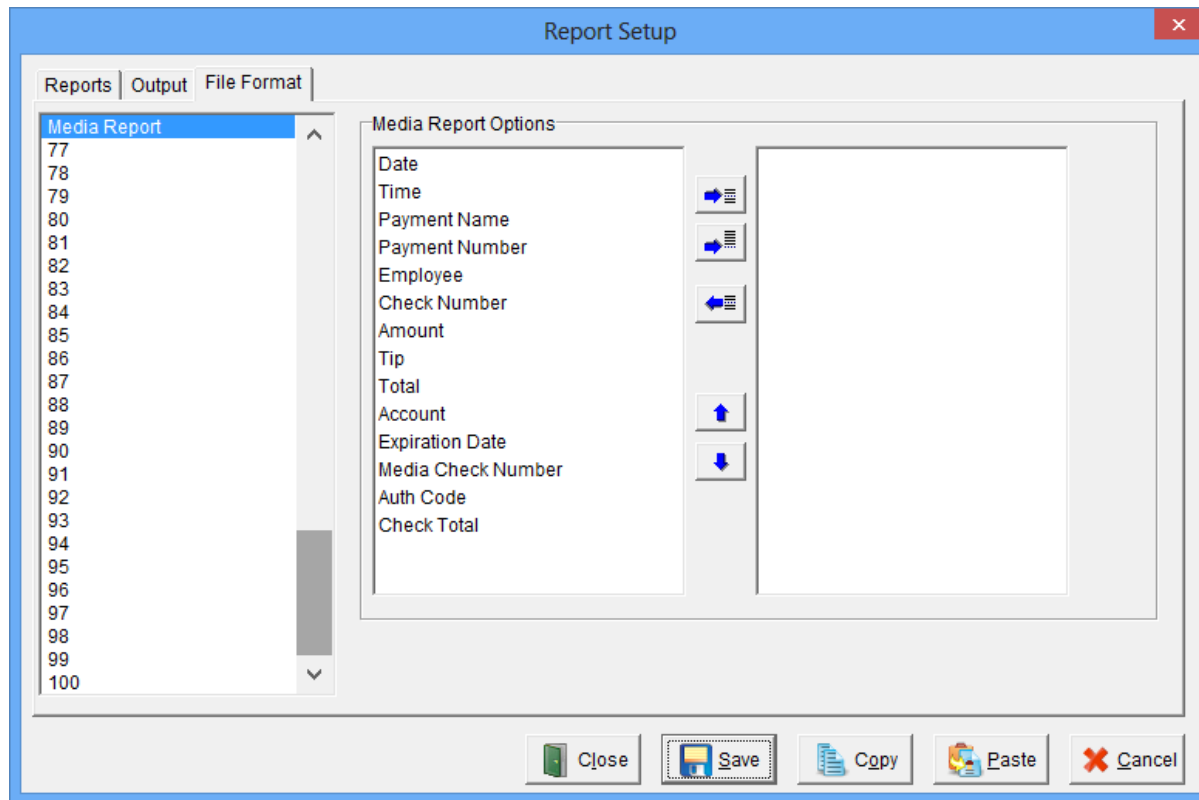 Report Setup
Reports
Output
File Format
Media Report
77
78
79
80
81
82
83
84
85
86
87
88
89
90
91
92
93
94
95
96
97
98
99
100
Media Report Options
Date
Time
Payment Name
Payment Number
Employee
Check Number
Amount
Tip
Total
Account
Expiration Date
Media Check Number
Auth Code
Check Total
Close
Save
Copy
Paste
Cancel